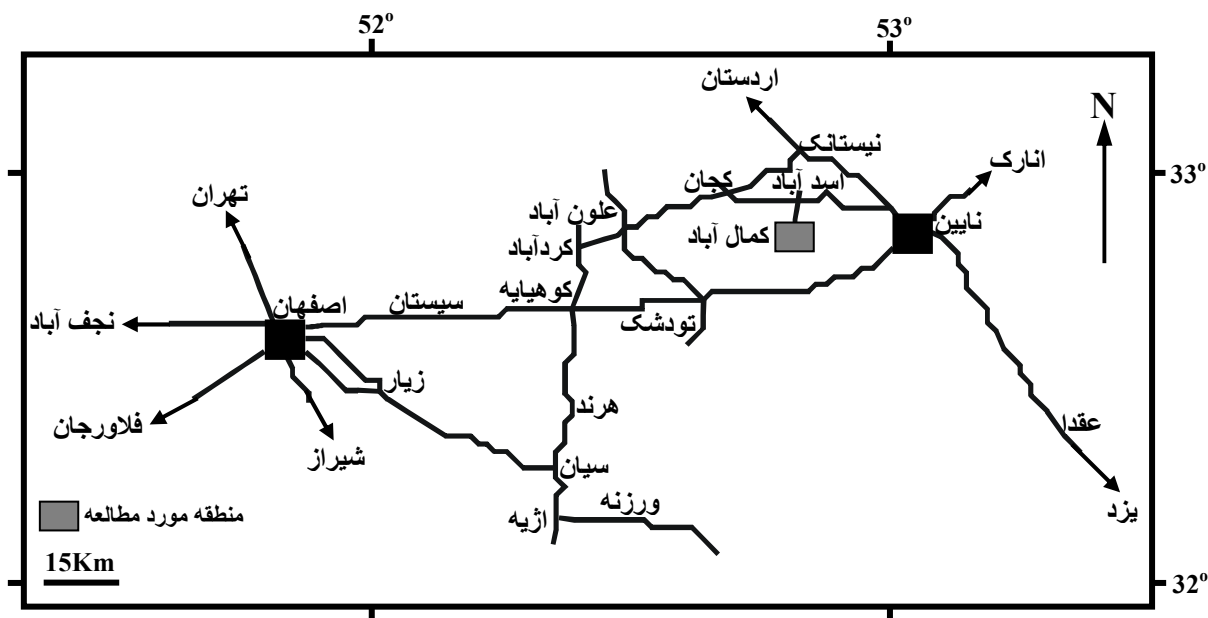 52º
53º
اردستان
N
نیستانک
انارک
33º
کجان
اسد آباد
تهران
علون آباد
نایین
کمال آباد
کردآباد
کوهپایه
سیستان
اصفهان
نجف آباد
تودشک
زیار
هرند
فلاورجان
عقدا
شیراز
سیان
ورزنه
یزد
اژیه
منطقه مورد مطالعه
15Km
32º